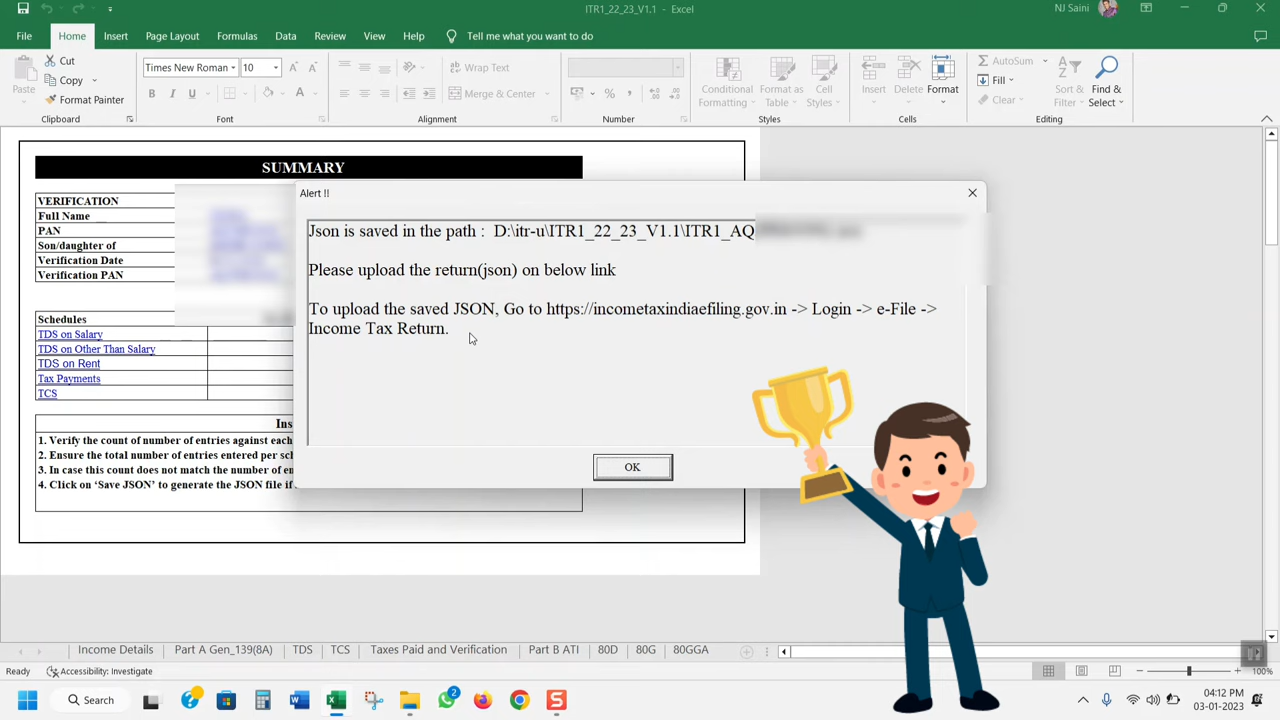 ITR1_22_23_V1.1 - Excel
NJ Saini
File Home Insert Page Layout Formulas Data Review View Help Tell me what you want to do
Cut
Copy
Format Painter
Paste
Times New Roman 10
B I U
Wrap Text
Merge & Center
Conditional Formatting
Format as Table
Cell Styles
Insert Delete Format
AutoSum
Fill
Clear
Sort & Filter
Find & Select
Clipboard Font Alignment Number Styles Cells Editing
SUMMARY
VERIFICATION
Full Name
PAN
Son/daughter of
Verification Date
Verification PAN
Schedules
TDS on Salary
TDS on Other Than Salary
TDS on Rent
Tax Payments
TCS
Ins
1. Verify the count of number of entries against each
2. Ensure the total number of entries entered per sch
3. In case this count does not match the number of en
4. Click on ‘Save JSON’ to generate the JSON file if
Alert !!
Json is saved in the path : D:\itr-u\ITR1_22_23_V1.1\ITR1_AQ
Please upload the return(json) on below link
To upload the saved JSON, Go to https://incometaxindiaefiling.gov.in -> Login -> e-File ->
Income Tax Return.
OK
Income Details Part A Gen_139(8A) TDS TCS Taxes Paid and Verification Part B ATI 80D 80G 80GGA
Ready Accessibility: Investigate 100%
Search
2
04:12 PM
03-01-2023